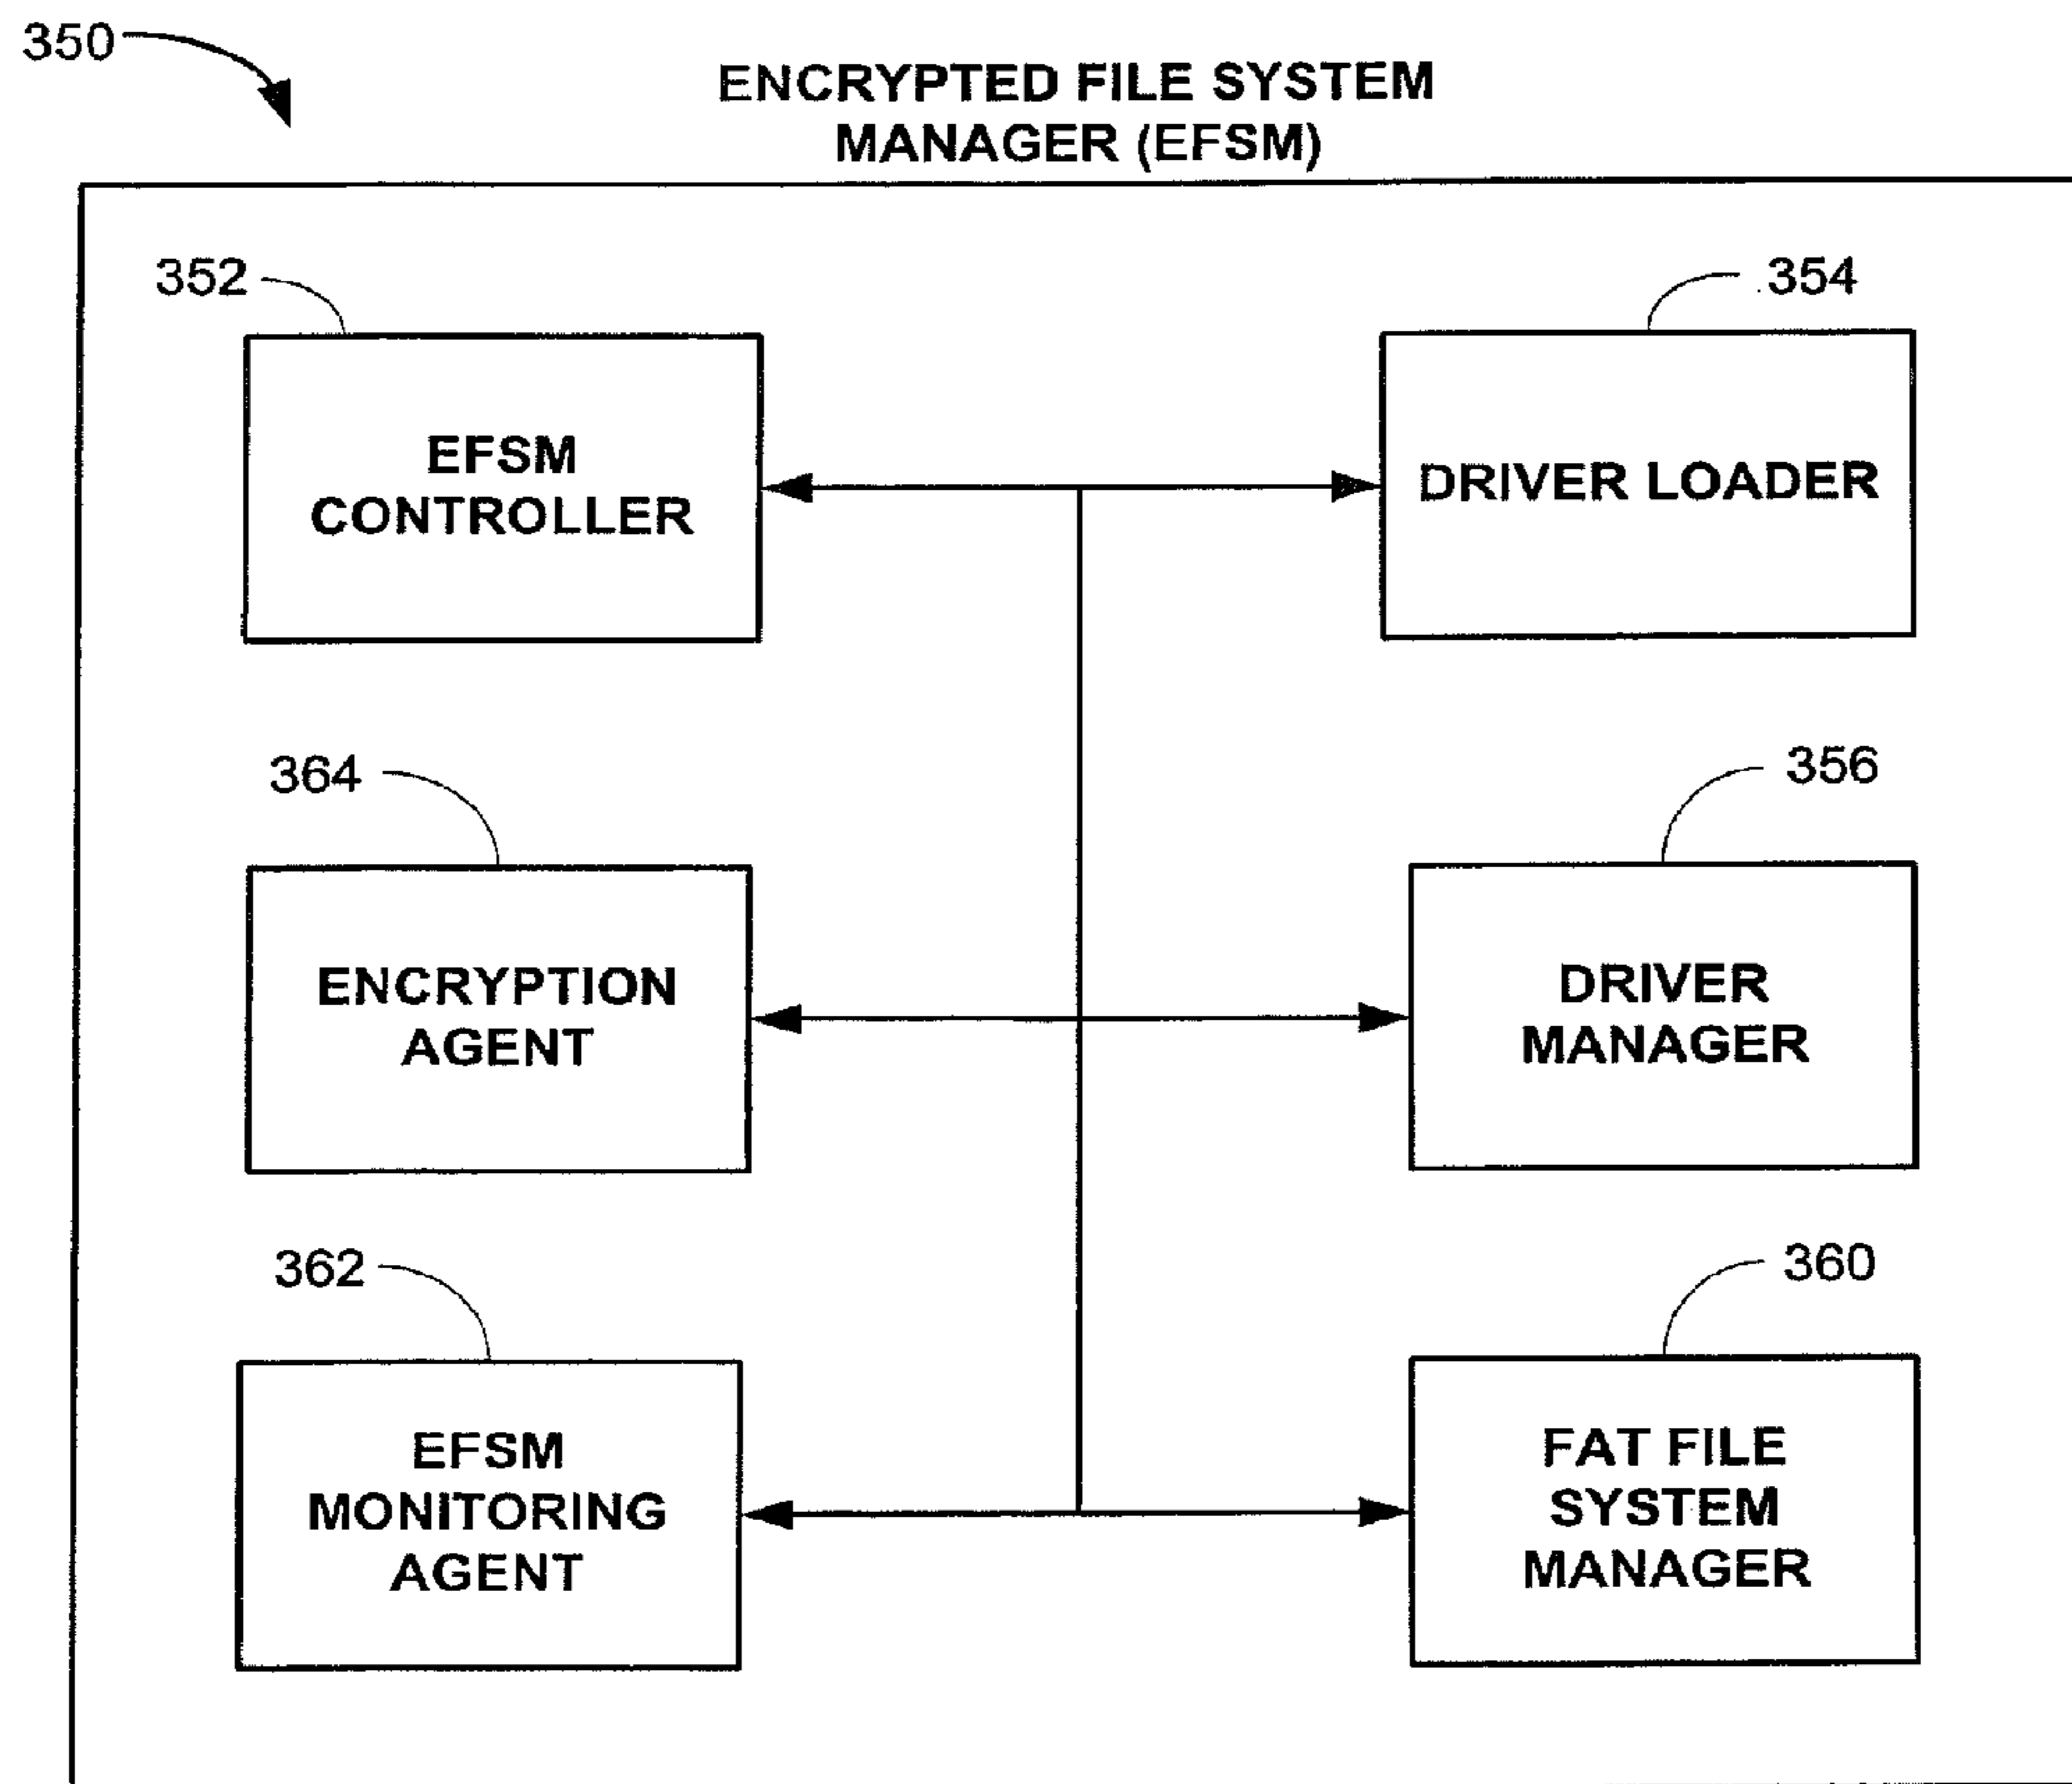 350
ENCRYPTED FILE SYSTEM
MANAGER (EFSM)
352
354
EFSM
CONTROLLER
DRIVER LOADER
364
356
ENCRYPTION
AGENT
DRIVER
MANAGER
362
360
EFSM
MONITORING
AGENT
FAT FILE
SYSTEM
MANAGER